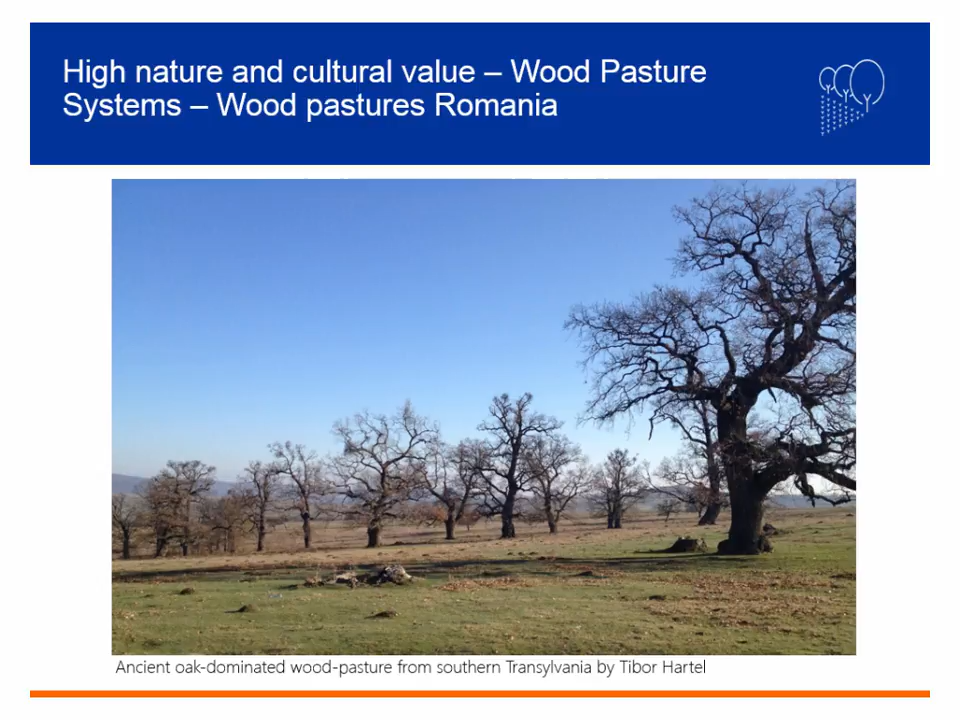 High nature and cultural value – Wood Pasture
Systems – Wood pastures Romania
Ancient oak-dominated wood-pasture from southern Transylvania by Tibor Hartel